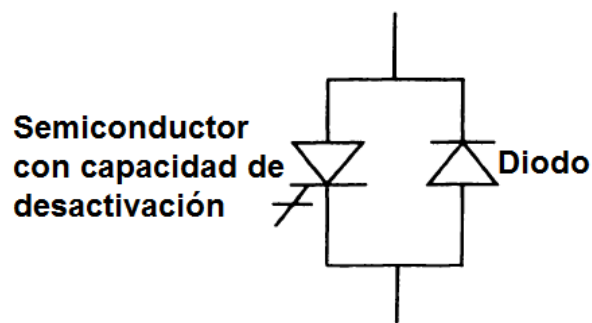 Semiconductor
con capacidad de
desactivación
Diodo